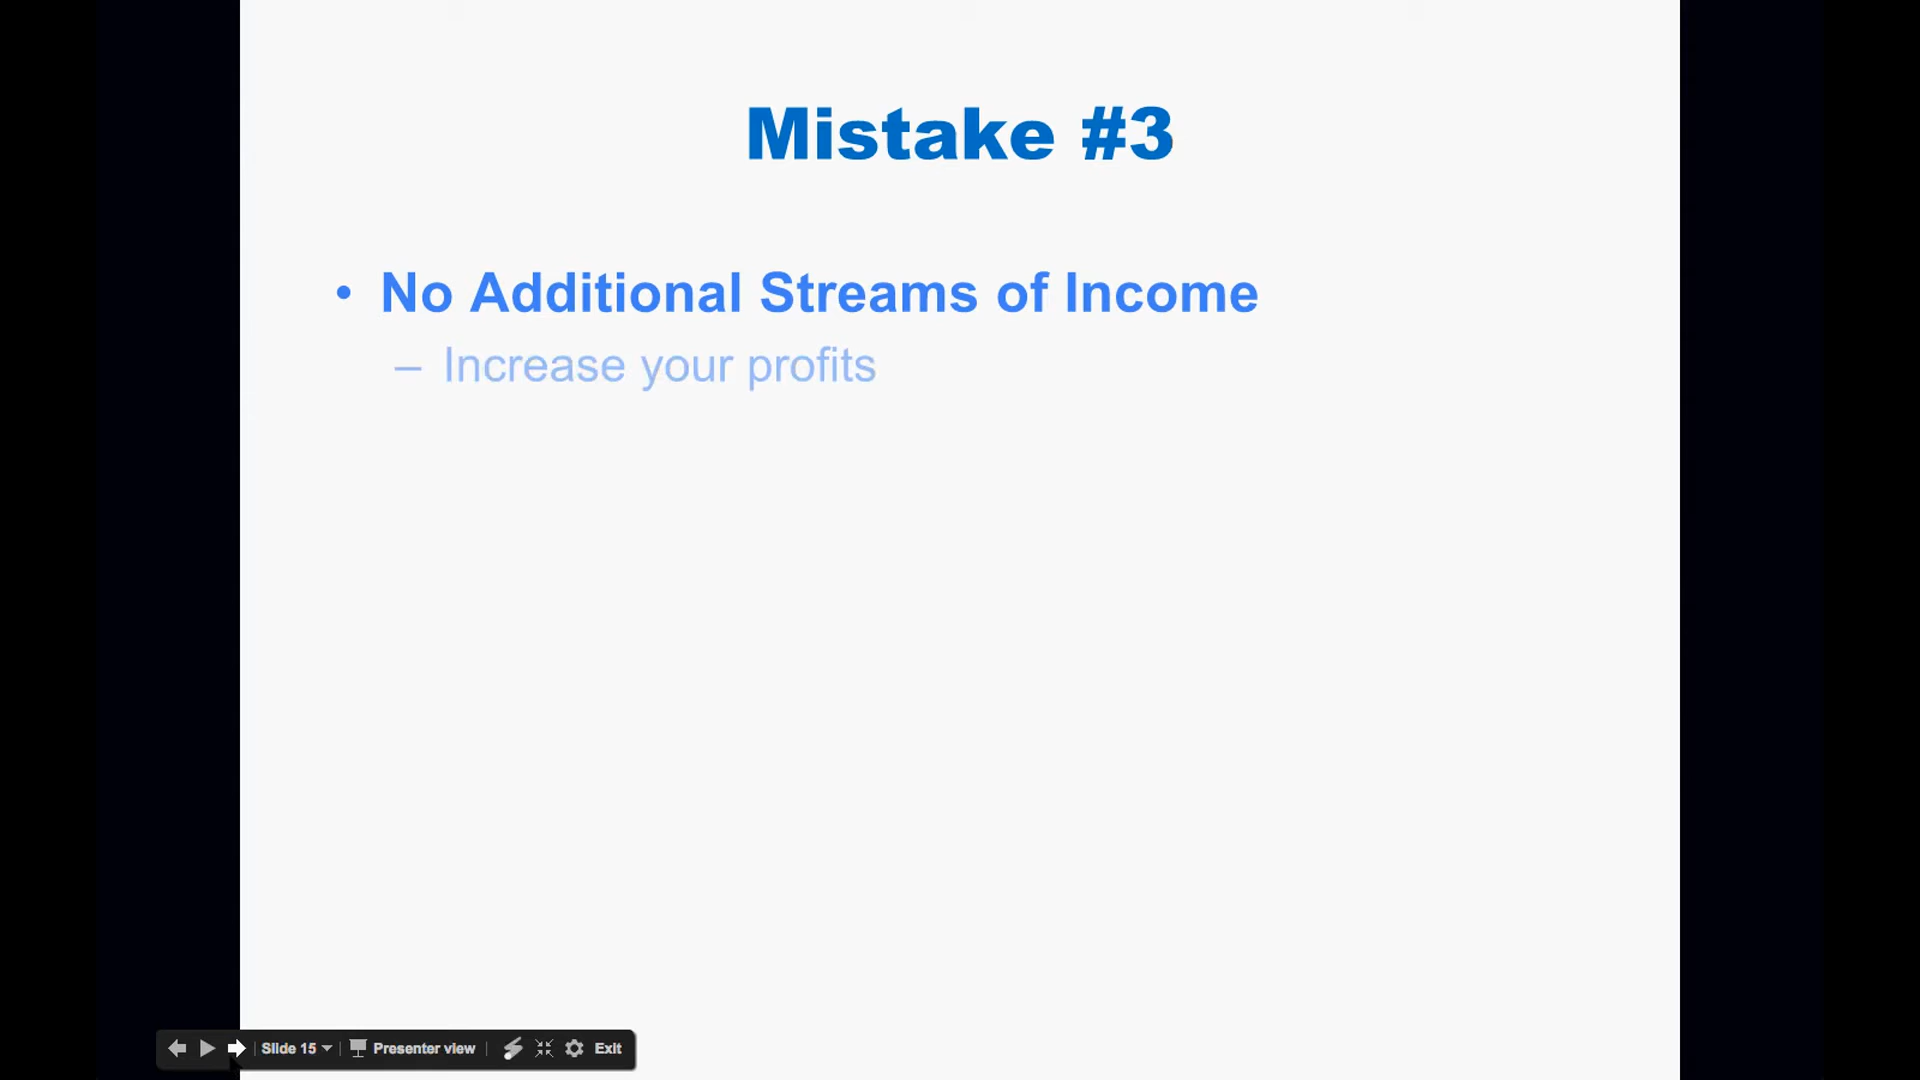 Mistake #3
• No Additional Streams of Income
– Increase your profits
Slide 15 Presenter view Exit